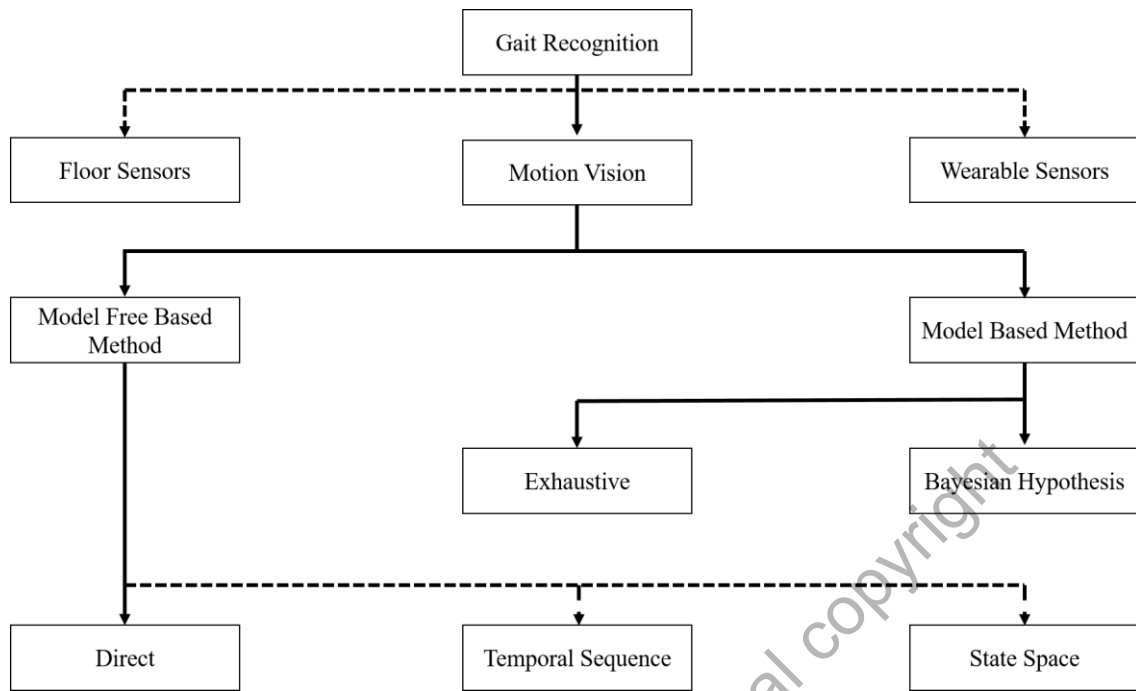 Gait Recognition
Floor Sensors
Motion Vision
Wearable Sensors
Model Free Based
Method
Model Based Method
Exhaustive
Bayesian Hypothesis
Direct
Temporal Sequence
State Space
copyright